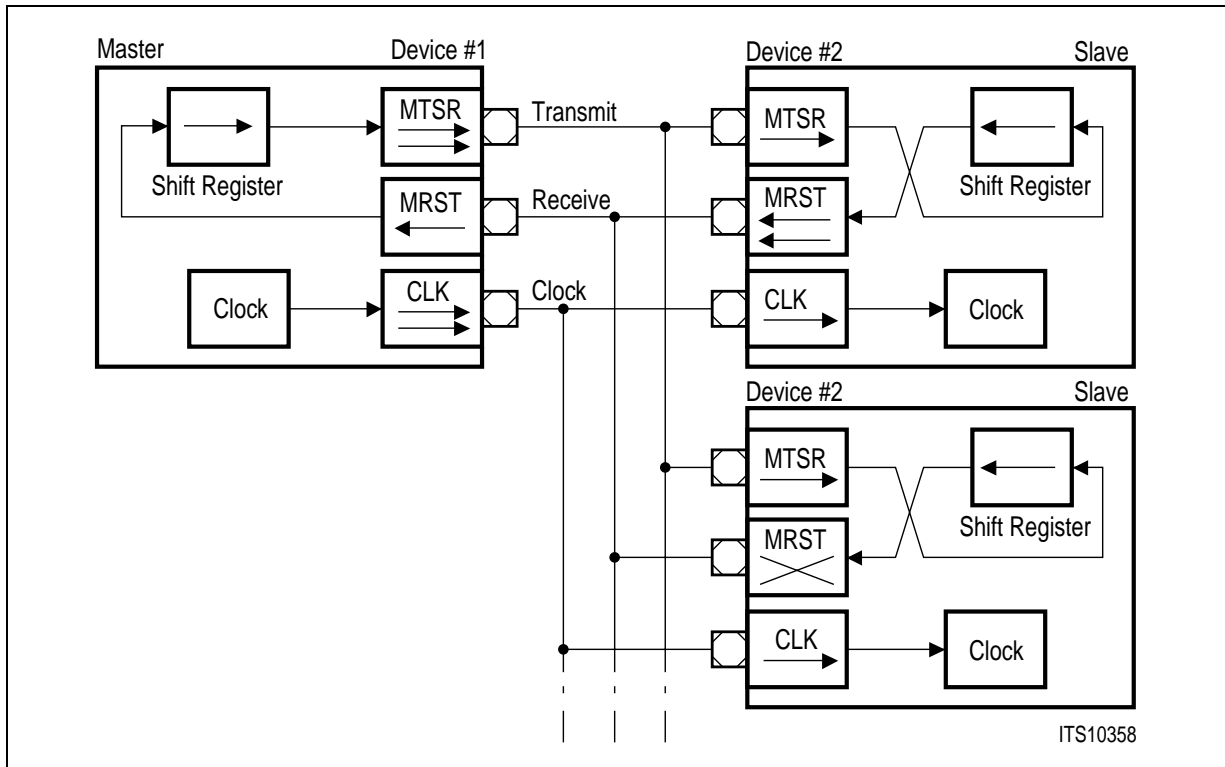 Master Device #1
MTSR
Shift Register
MRST
Clock
CLK
Transmit
Receive
Clock
Device #2 Slave
MTSR
Shift Register
MRST
CLK
Clock
Device #2 Slave
MTSR
Shift Register
MRST
CLK
Clock
ITS10358